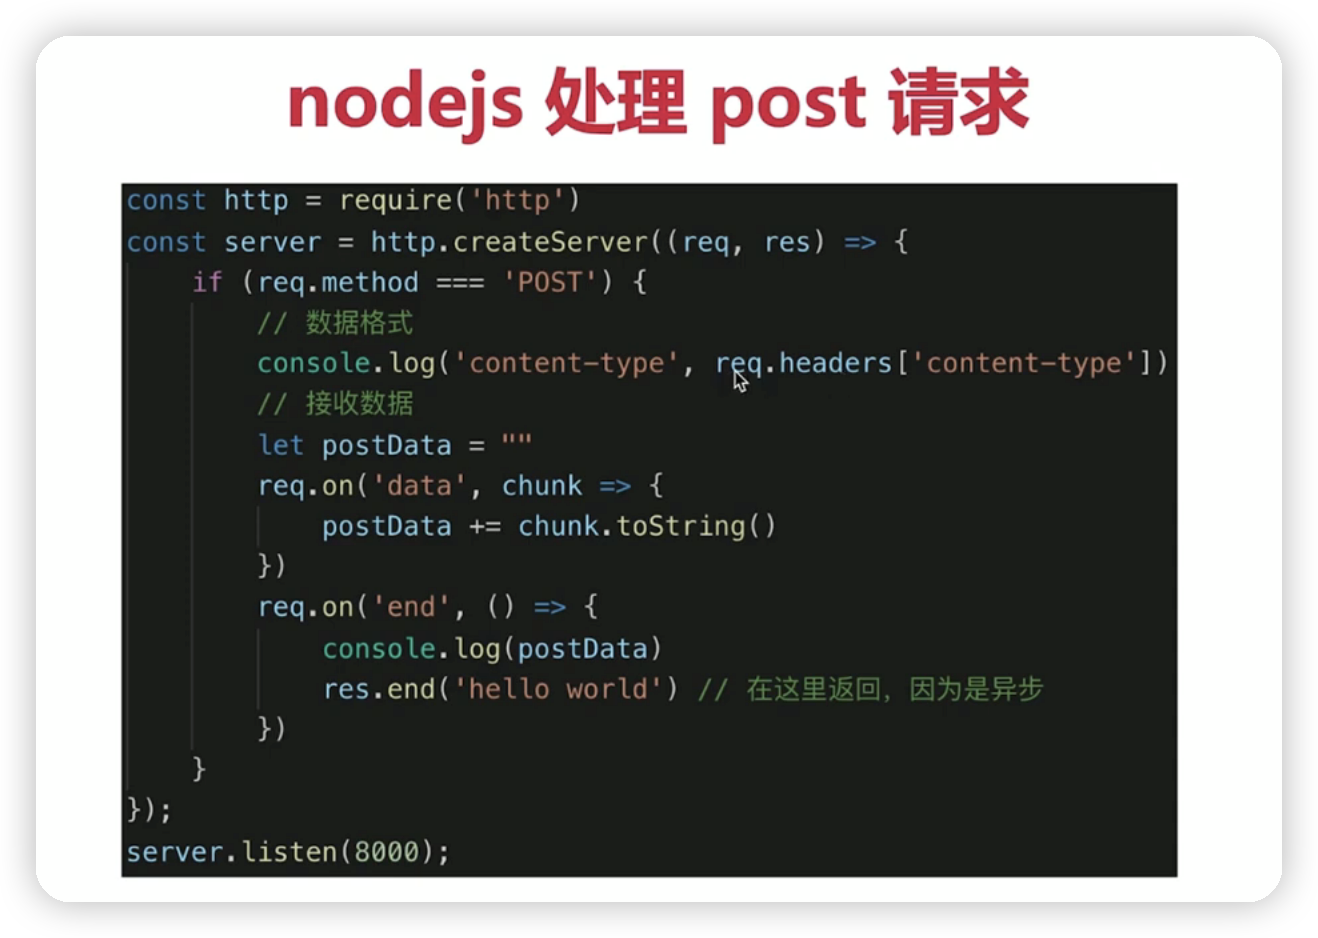 nodejs 处理 post 请求
const http = require('http')
const server = http.createServer((req, res) => {
    if (req.method === 'POST') {
        // 数据格式
        console.log('content-type', req.headers['content-type'])
        // 接收数据
        let postData = ""
        req.on('data', chunk => {
            postData += chunk.toString()
        })
        req.on('end', () => {
            console.log(postData)
            res.end('hello world') // 在这里返回，因为是异步
        })
    }
});
server.listen(8000);